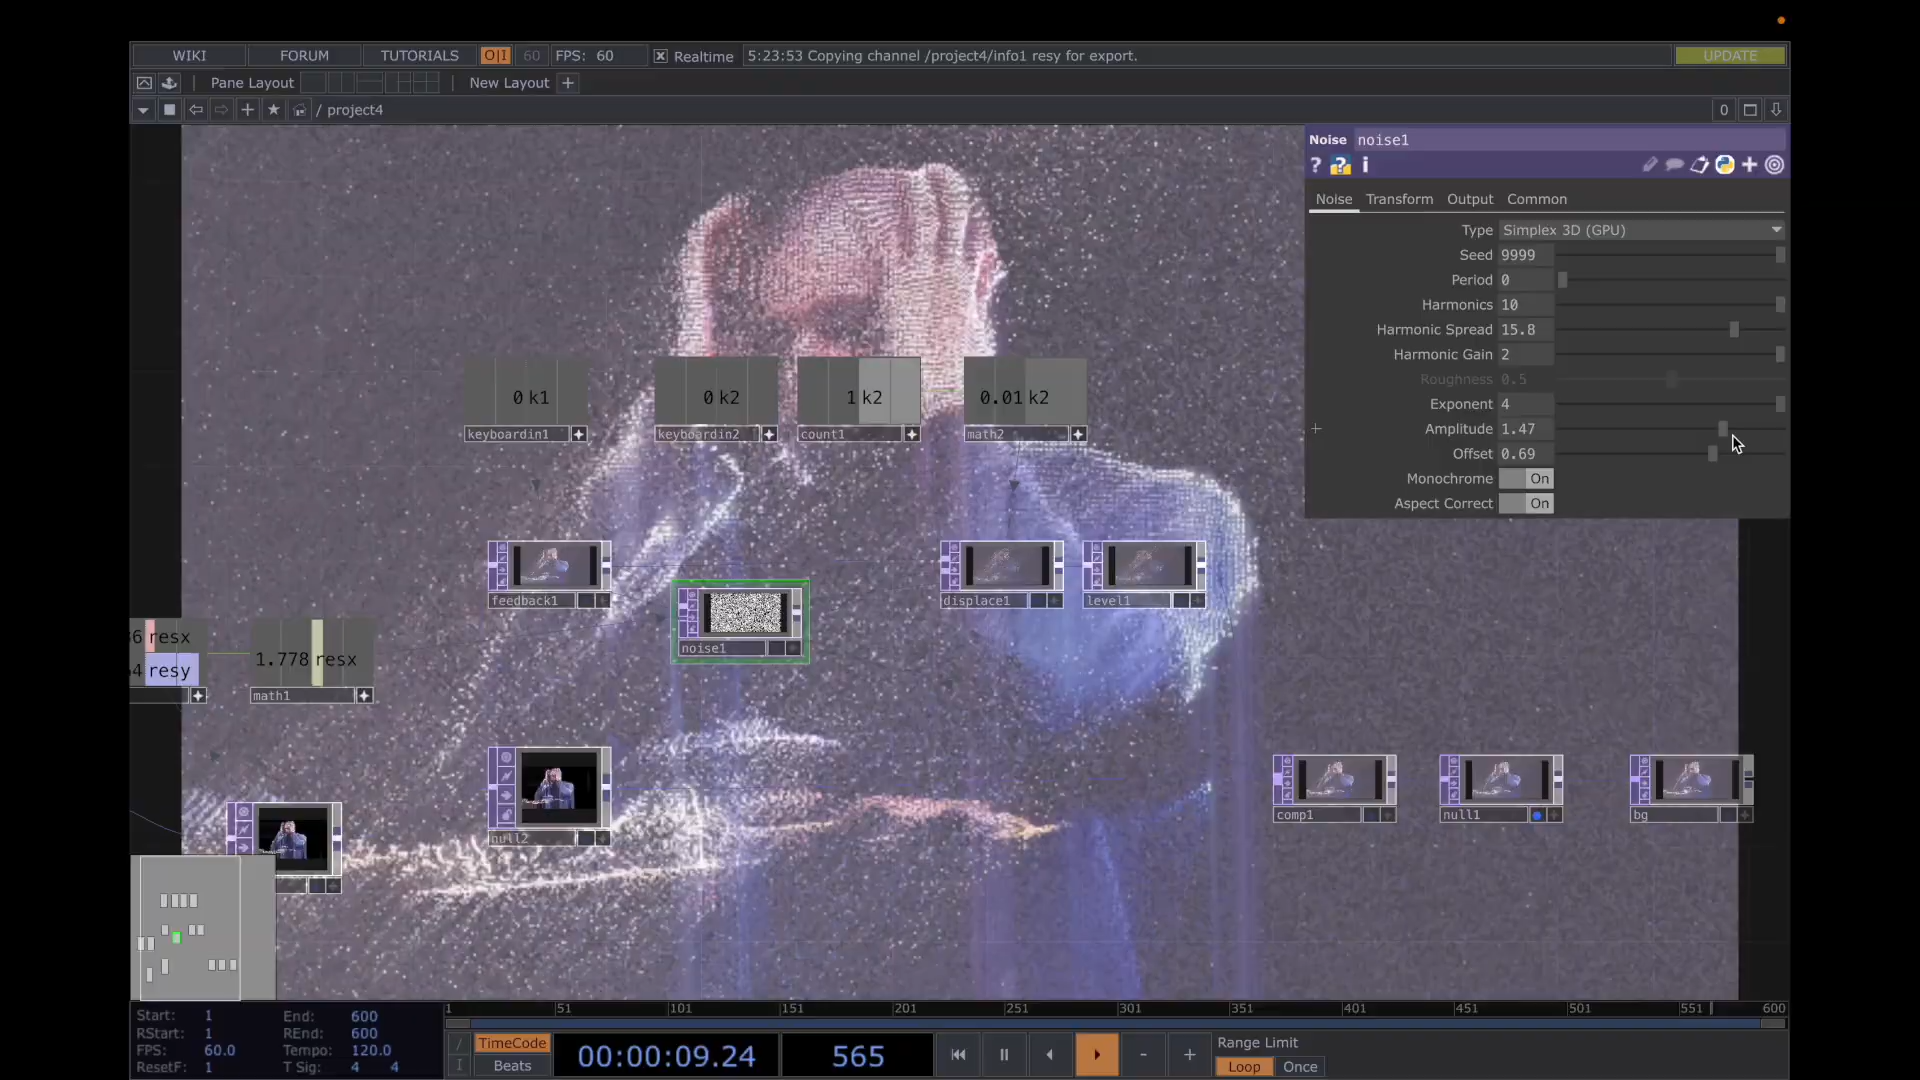 WIKI FORUM TUTORIALS O|I 60 FPS: 60 Realtime 5:23:53 Copying channel /project4/info1 resy for export. UPDATE
Pane Layout New Layout +
/ project4 0
Noise noise1
? ? i
Noise Transform Output Common
Type Simplex 3D (GPU)
Seed 9999
Period 0
Harmonics 10
Harmonic Spread 15.8
Harmonic Gain 2
Roughness 0.5
Exponent 4
Amplitude 1.47
Offset 0.69
Monochrome On
Aspect Correct On
0 k1 0 k2 1 k2 0.01 k2
keyboardin1 keyboardin2 count1 math2
feedback1 displace1 level1
noise1
6 resx
4 resy
1.778 resx
math1
null2
comp1 null1 bg
1 51 101 151 201 251 301 351 401 451 501 551 600
Start: 1 End: 600
RStart: 1 REnd: 600
FPS: 60.0 Tempo: 120.0
ResetF: 1 T Sig: 4 4
TimeCode
Beats
00:00:09.24 565
- +
Range Limit
Loop Once